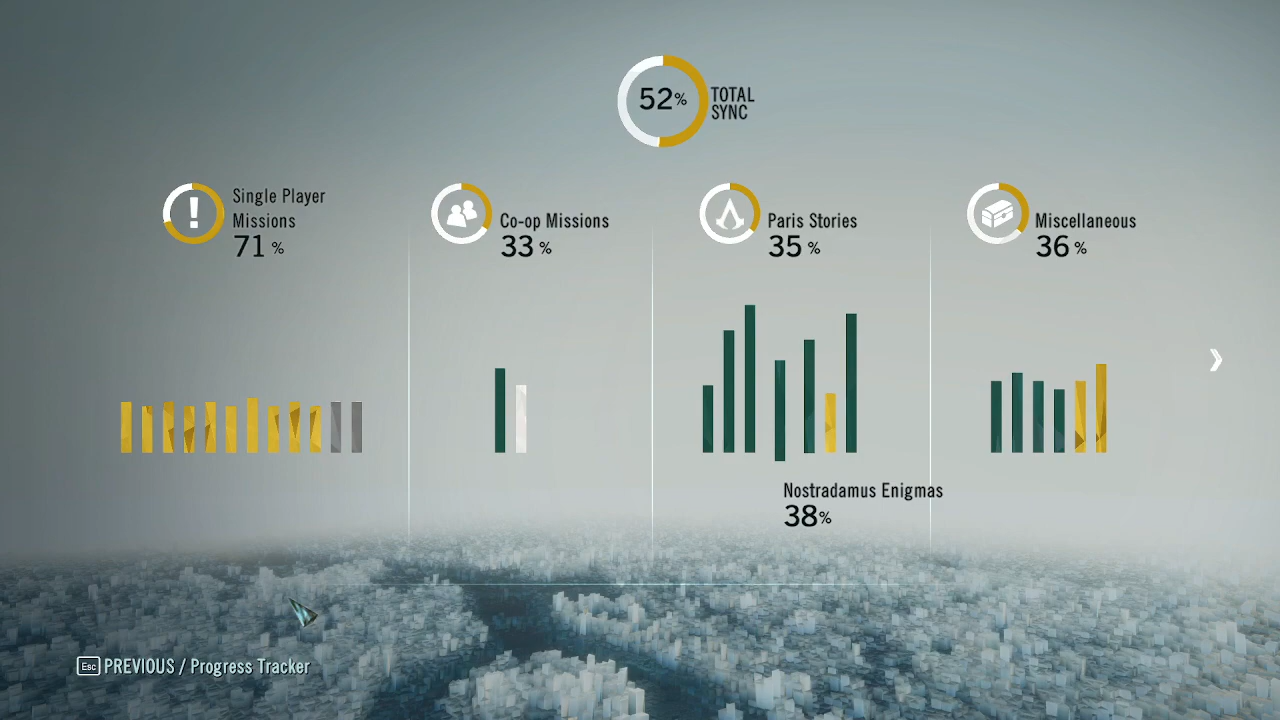 52%
TOTAL
SYNC
Single Player
Missions
71 %
Co-op Missions
33 %
Paris Stories
35 %
Miscellaneous
36 %
Nostradamus Enigmas
38%
Esc PREVIOUS / Progress Tracker